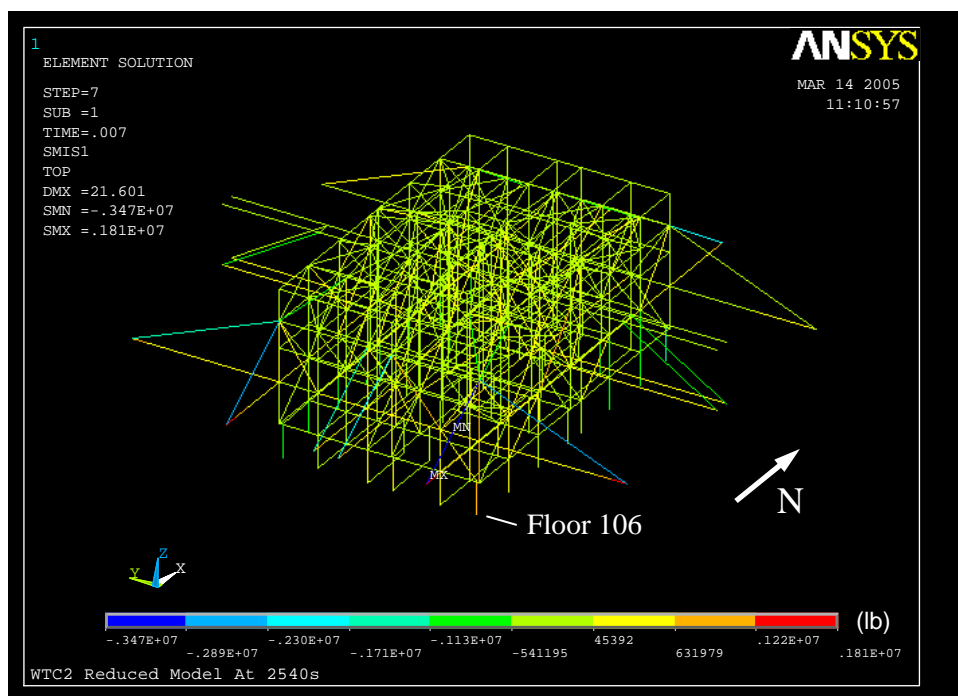 1
ANSYS
ELEMENT SOLUTION
MAR 14 2005
11:10:57
STEP=7
SUB =1
TIME=.007
SMIS1
TOP
DMX =21.601
SMN =-.347E+07
SMX =.181E+07
MN
MX
N
Floor 106
Z
Y
X
(lb)
-.347E+07 -.230E+07 -.113E+07 45392 .122E+07
-.289E+07 -.171E+07 -541195 631979 .181E+07
WTC2 Reduced Model At 2540s